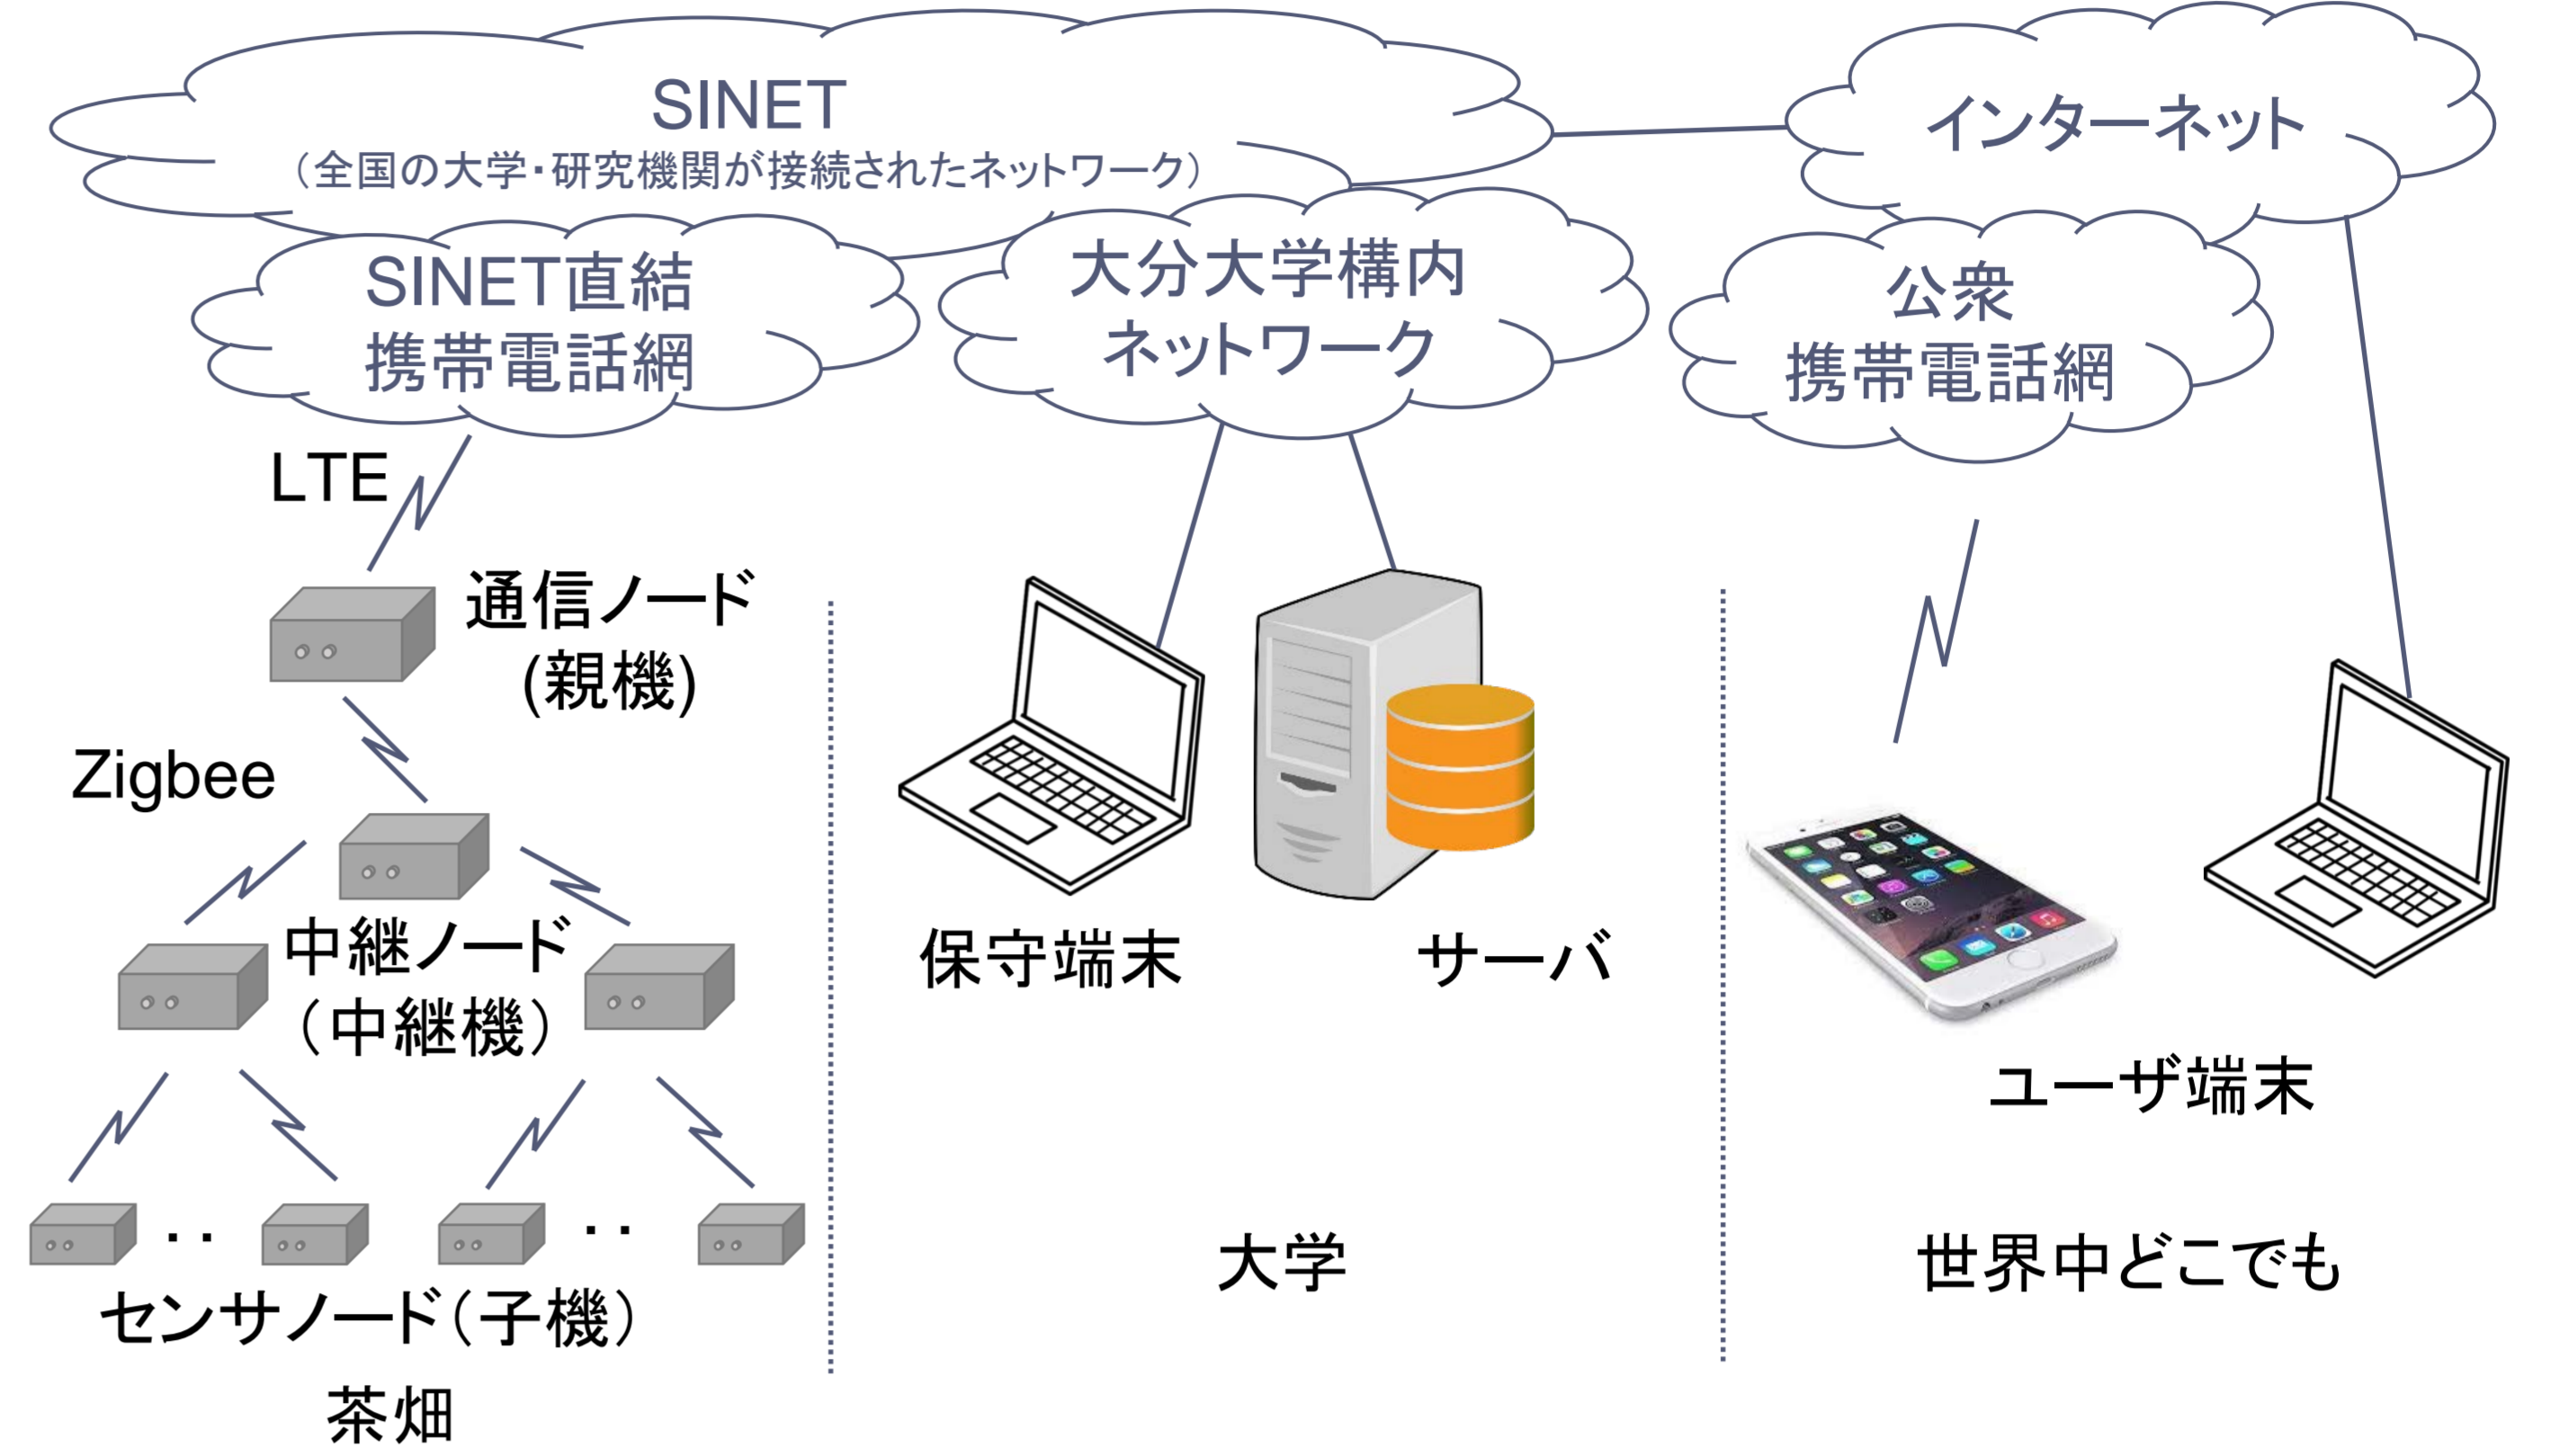 SINET
（全国の大学・研究機関が接続されたネットワーク）
インターネット
SINET直結
携帯電話網
大分大学構内
ネットワーク
公衆
携帯電話網
LTE
通信ノード
(親機)
Zigbee
中継ノード
（中継機）
センサノード（子機）
茶畑
保守端末
サーバ
大学
ユーザ端末
世界中どこでも